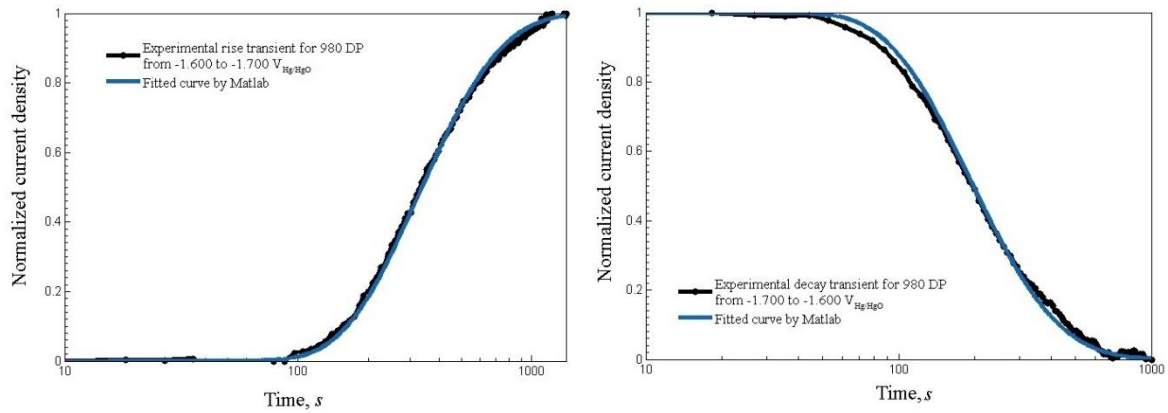 1
Experimental rise transient for 980 DP
from -1.600 to -1.700 V Hg/HgO
Fitted curve by Matlab
0.8
0.6
0.4
0.2
0
10
100
1000
Normalized current density
Time, s
1
0.8
0.6
0.4
0.2
0
Experimental decay transient for 980 DP
from -1.700 to -1.600 V Hg/HgO
Fitted curve by Matlab
10
100
1000
Normalized current density
Time, s